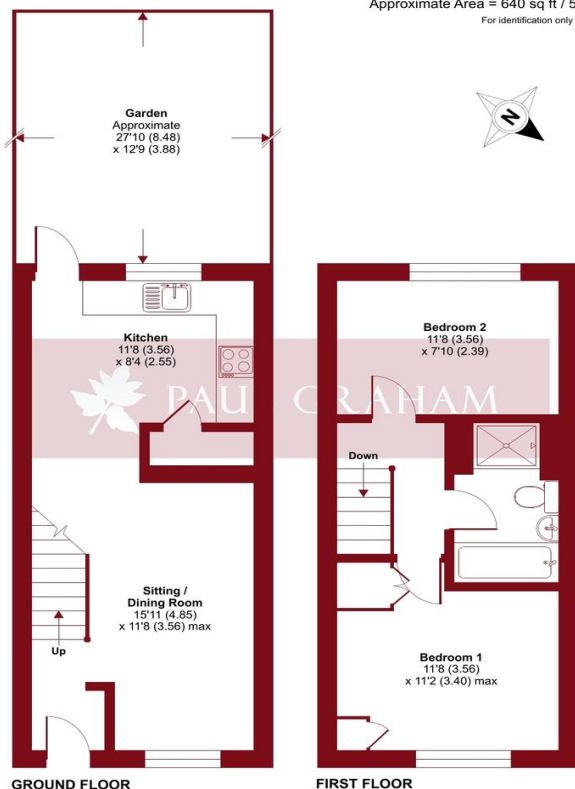 Approximate Area = 640 sq ft / 5
For identification only
N
Garden
Approximate
27'10 (8.48)
x 12'9 (3.88)
Kitchen
11'8 (3.56)
x 8'4 (2.55)
Sitting /
Dining Room
15'11 (4.85)
x 11'8 (3.56) max
Up
GROUND FLOOR
Bedroom 2
11'8 (3.56)
x 7'10 (2.39)
Down
Bedroom 1
11'8 (3.56)
x 11'2 (3.40) max
FIRST FLOOR
PAUL GRAHAM